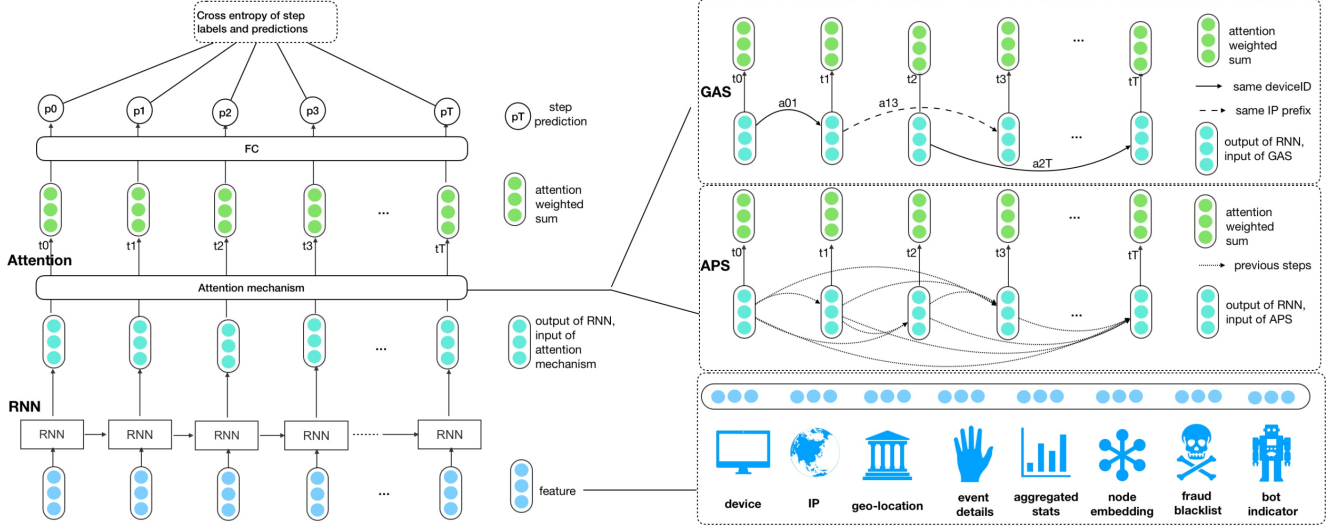 Cross entropy of step
labels and predictions
p0
p1
p2
p3
pT
pT
step
prediction
FC
attention
weighted
sum
...
t0
t1
t2
t3
tT
Attention
Attention mechanism
output of RNN,
input of
attention
mechanism
...
RNN
RNN
RNN
RNN
RNN
........
RNN
...
feature
GAS
t0
t1
t2
t3
...
tT
attention
weighted
sum
a01
a13
a2T
same deviceID
same IP prefix
...
output of RNN,
input of GAS
APS
t0
t1
t2
t3
...
tT
attention
weighted
sum
previous steps
...
output of RNN,
input of APS
device
IP
geo-location
event
details
aggregated
stats
node
embedding
fraud
blacklist
bot
indicator